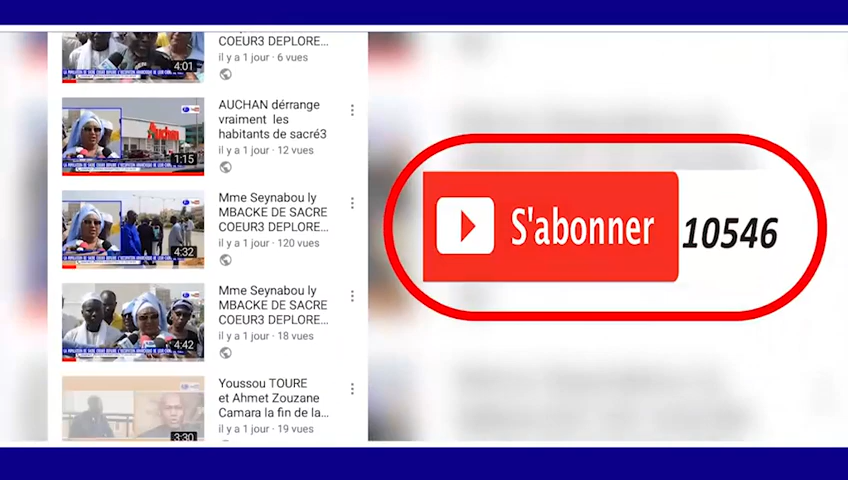 COEUR3 DEPLORE...
il y a 1 jour · 6 vues
4:01
AUCHAN dérrange
vraiment les
habitants de sacré3
il y a 1 jour · 12 vues
Auchan
1:15
Mme Seynabou ly
MBACKE DE SACRE
COEUR3 DEPLORE...
il y a 1 jour · 120 vues
4:32
Mme Seynabou ly
MBACKE DE SACRE
COEUR3 DEPLORE...
il y a 1 jour · 18 vues
4:42
Youssou TOURE
et Ahmet Zouzane
Camara la fin de la...
il y a 1 jour · 19 vues
3:30
S'abonner
10546